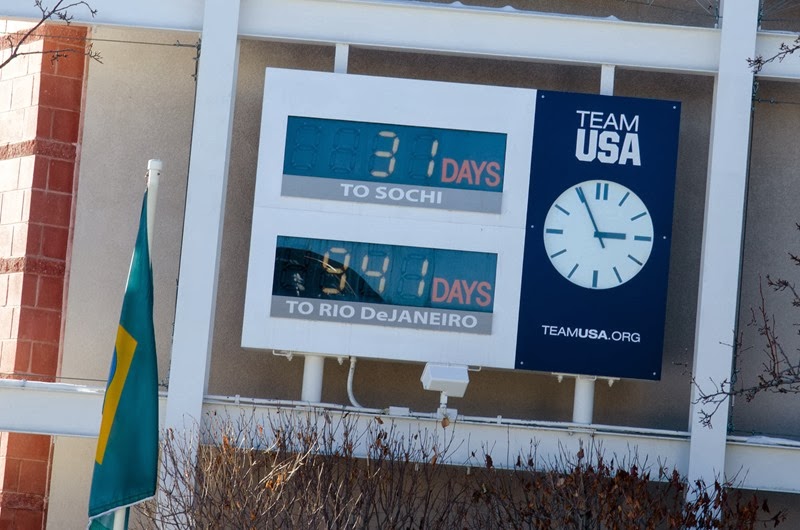 31 DAYS
TO SOCHI
941 DAYS
TO RIO DeJANEIRO
TEAM
USA
TEAMUSA.ORG